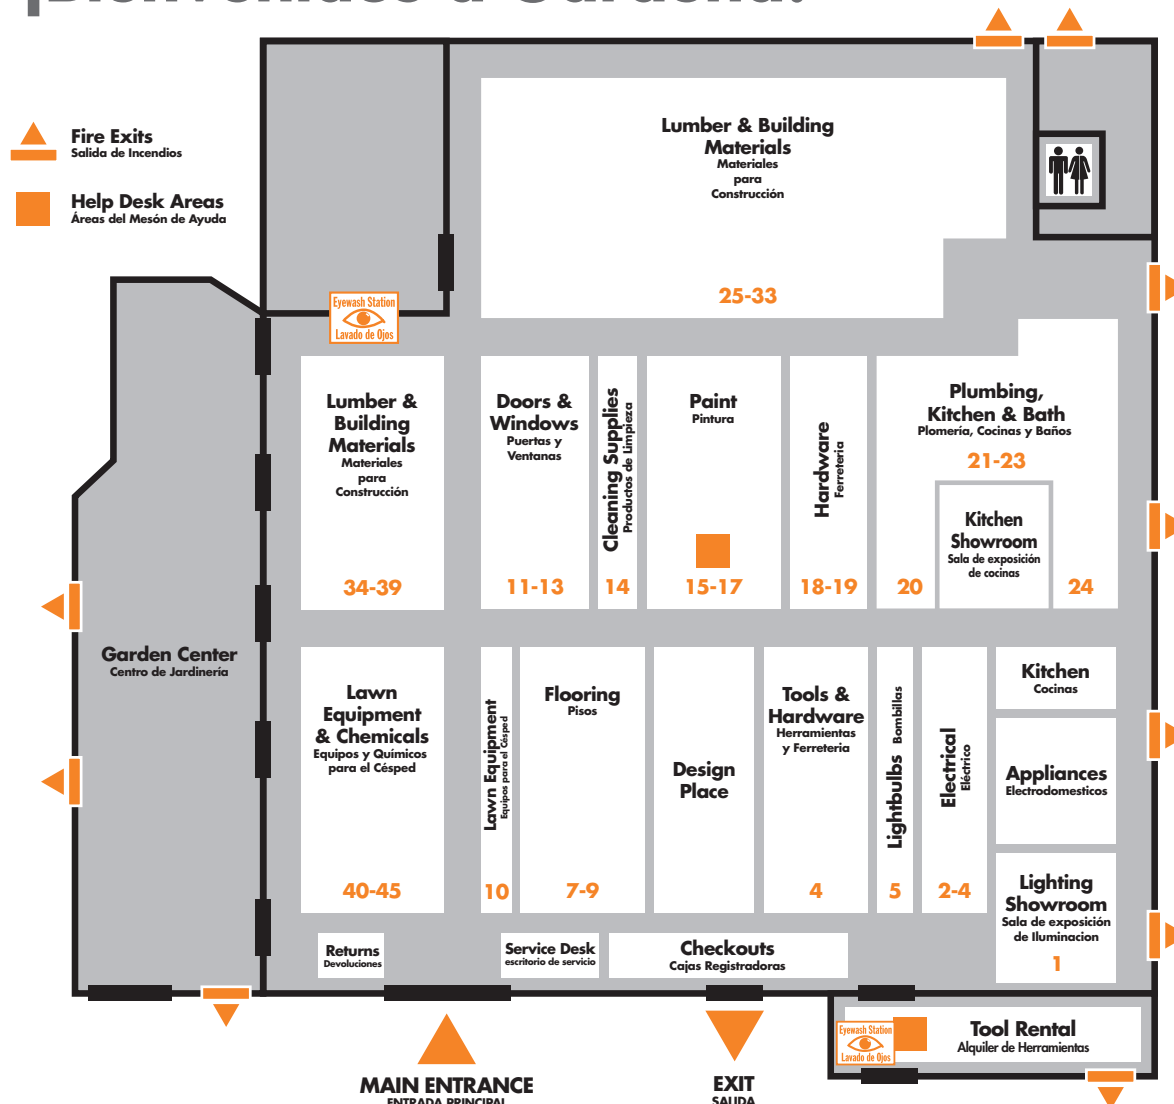 ¡Bienvenidos a Gardena!
Fire Exits
Salida de Incendios
Help Desk Areas
Áreas del Mesón de Ayuda
Lumber & Building
Materials
Materiales
para
Construcción
25-33
Eyewash Station
Lavado de Ojos
Lumber &
Building
Materials
Materiales
para
Construcción
34-39
Doors &
Windows
Puertas y
Ventanas
11-13
Cleaning Supplies
Productos de Limpieza
14
Paint
Pintura
15-17
Hardware
Ferreteria
18-19
Plumbing,
Kitchen & Bath
Plomería, Cocinas y Baños
21-23
20
Kitchen
Showroom
Sala de exposición
de cocinas
24
Garden Center
Centro de Jardinería
Lawn
Equipment
& Chemicals
Equipos y Químicos
para el Césped
40-45
Lawn Equipment
Equipos para el Césped
10
Flooring
Pisos
7-9
Design
Place
Tools &
Hardware
Herramientas
y Ferreteria
4
Lightbulbs Bombillas
5
Electrical
Eléctrico
2-4
Kitchen
Cocinas
Appliances
Electrodomesticos
Lighting
Showroom
Sala de exposición
de Iluminacion
1
Returns
Devoluciones
Service Desk
escritorio de servicio
Checkouts
Cajas Registradoras
Eyewash Station
Lavado de Ojos
Tool Rental
Alquiler de Herramientas
MAIN ENTRANCE
ENTRADA PRINCIPAL
EXIT
SALIDA